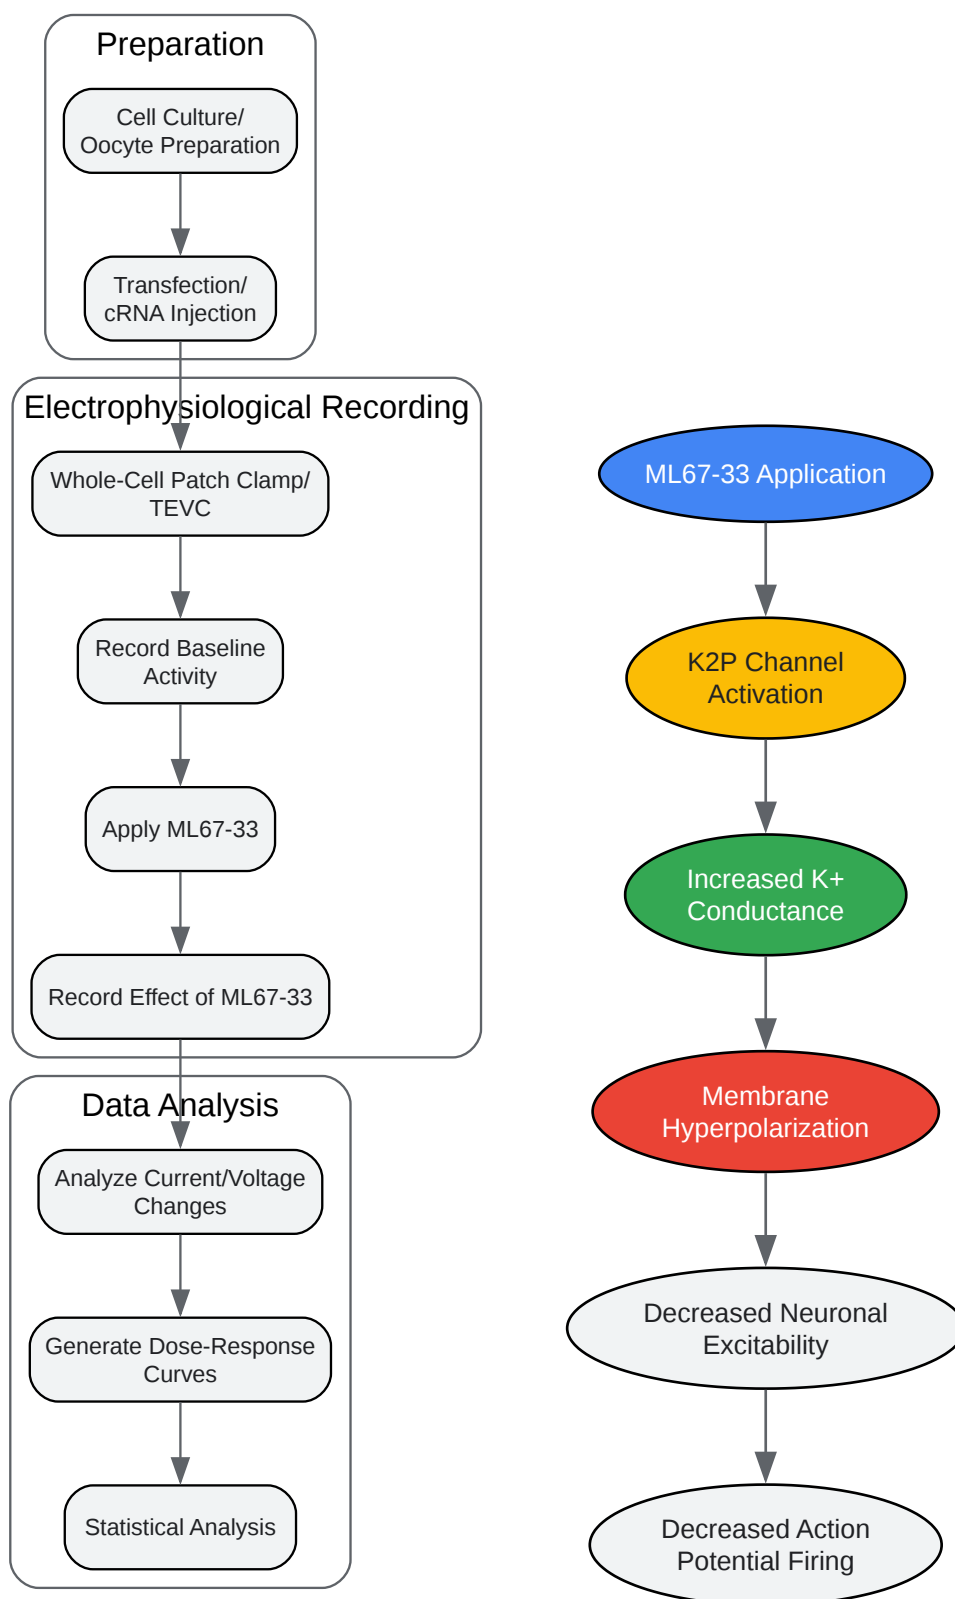 Preparation
Cell Culture/
Oocyte Preparation
Transfection/
cRNA Injection
Electrophysiological Recording
Whole-Cell Patch Clamp/
TEVC
Record Baseline
Activity
Apply ML67-33
Record Effect of ML67-33
Data Analysis
Analyze Current/Voltage
Changes
Generate Dose-Response
Curves
Statistical Analysis
ML67-33 Application
K2P Channel
Activation
Increased K+
Conductance
Membrane
Hyperpolarization
Decreased Neuronal
Excitability
Decreased Action
Potential Firing